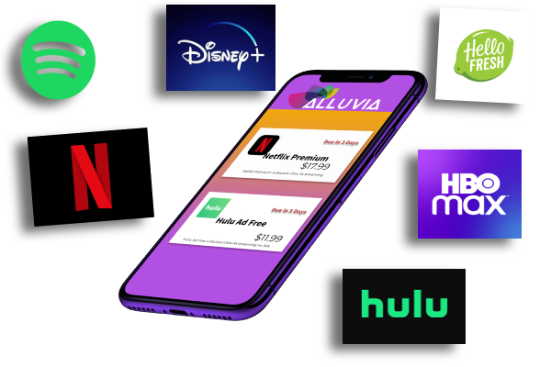 Disney+
Hello
FRESH
ALLUVIA
Due in 3 Days
N
Netflix Premium
$17.99
N
HBO
max
hulu
Due in 5 Days
Hulu Ad Free
$11.99
hulu